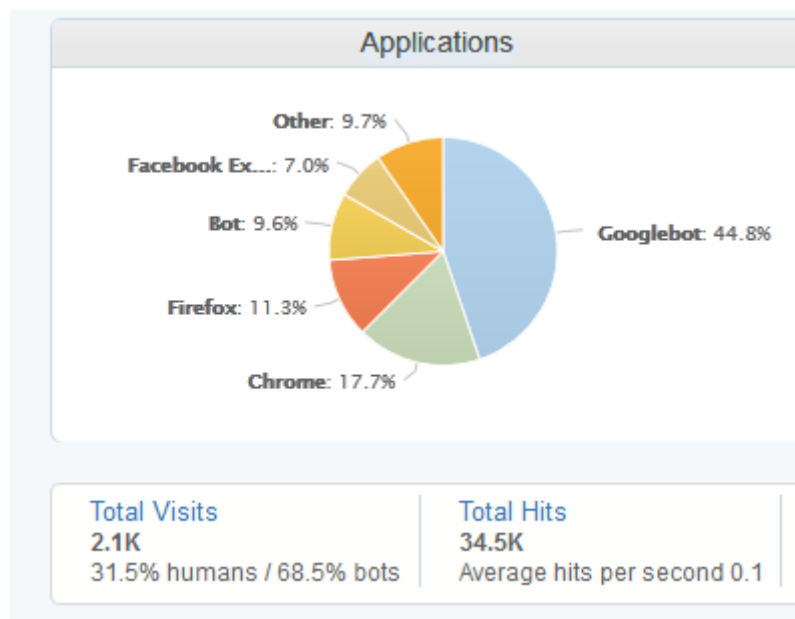 Applications
Other: 9.7%
Facebook Ex...: 7.0%
Bot: 9.6%
Googlebot: 44.8%
Firefox: 11.3%
Chrome: 17.7%
Total Visits
2.1K
31.5% humans / 68.5% bots
Total Hits
34.5K
Average hits per second 0.1